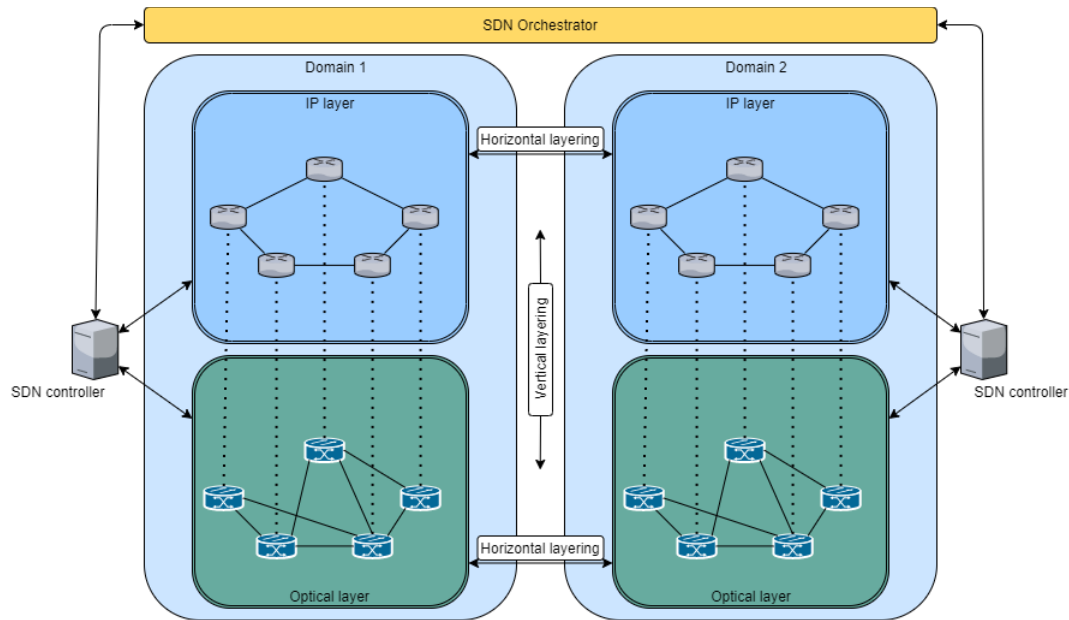 SDN Orchestrator
Domain 1
Domain 2
IP layer
IP layer
Horizontal layering
Vertical layering
SDN controller
SDN controller
Horizontal layering
Optical layer
Optical layer